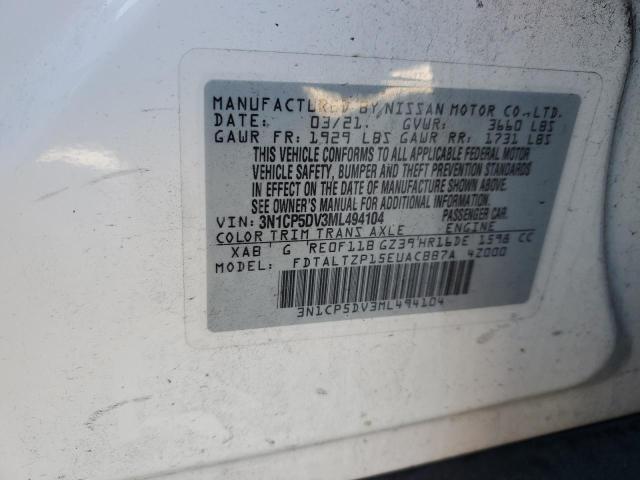 MANUFACTURED BY NISSAN MOTOR CO.,LTD.
DATE: 03/21. GVWR: 3660 LBS
GAWR FR: 1929 LBS GAWR RR: 1731 LBS
THIS VEHICLE CONFORMS TO ALL APPLICABLE FEDERAL MOTOR
VEHICLE SAFETY, BUMPER AND THEFT PREVENTION STANDARDS
IN EFFECT ON THE DATE OF MANUFACTURE SHOWN ABOVE.
SEE OWNER'S MANUAL FOR ADDITIONAL INFORMATION.
VIN: 3N1CP5DV3ML494104 PASSENGER CAR
COLOR TRIM TRANS AXLE ENGINE
XAB G RE0F11B GZ39 HR16DE 1598 CC
MODEL: FDTALTZP15EUACBB7A 42000
3N1CP5DV3ML494104